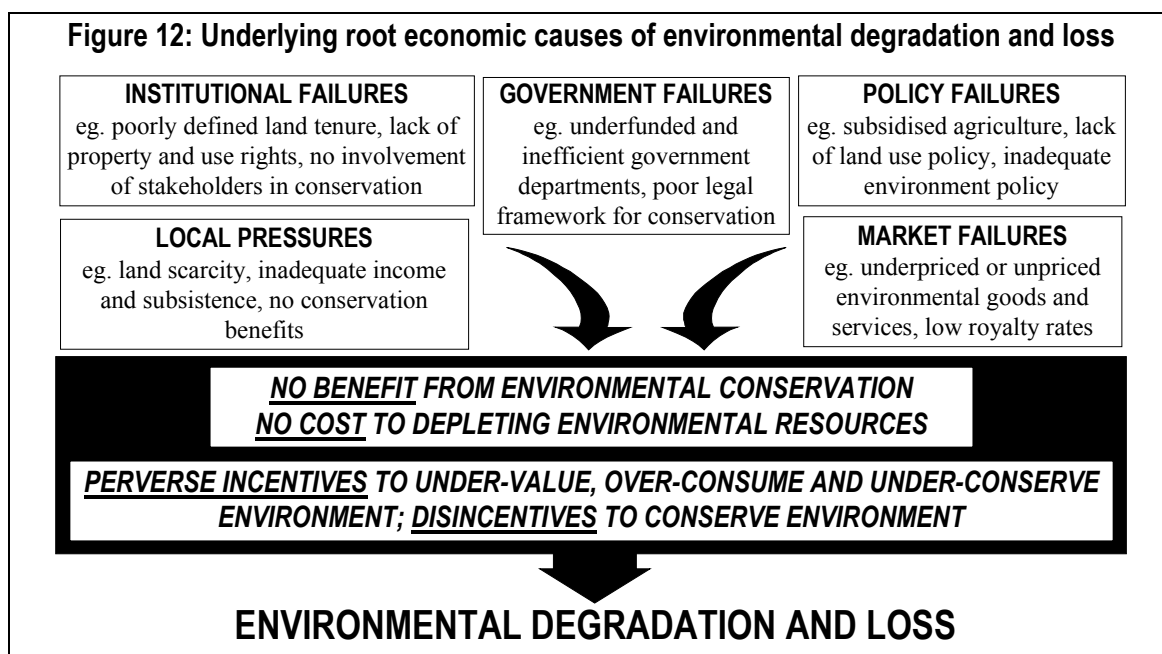 Figure 12: Underlying root economic causes of environmental degradation and loss
INSTITUTIONAL FAILURES
eg. poorly defined land tenure, lack of
property and use rights, no involvement
of stakeholders in conservation
GOVERNMENT FAILURES
eg. underfunded and
inefficient government
departments, poor legal
framework for conservation
POLICY FAILURES
eg. subsidised agriculture, lack
of land use policy, inadequate
environment policy
LOCAL PRESSURES
eg. land scarcity, inadequate income
and subsistence, no conservation
benefits
MARKET FAILURES
eg. underpriced or unpriced
environmental goods and
services, low royalty rates
NO BENEFIT FROM ENVIRONMENTAL CONSERVATION
NO COST TO DEPLETING ENVIRONMENTAL RESOURCES
PERVERSE INCENTIVES TO UNDER-VALUE, OVER-CONSUME AND UNDER-CONSERVE
ENVIRONMENT; DISINCENTIVES TO CONSERVE ENVIRONMENT
ENVIRONMENTAL DEGRADATION AND LOSS